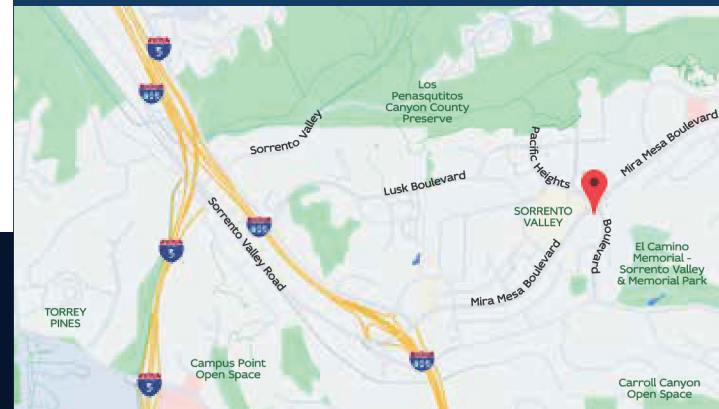 5
805
Los
Penasqutitos
Canyon County
Preserve
Sorrento Valley
Pacific Heights
Mira Mesa Boulevard
Lusk Boulevard
SORRENTO
VALLEY
Sorrento Valley Road
805
5
Boulevard
El Camino
Memorial -
Sorrento Valley
& Memorial Park
Mira Mesa Boulevard
TORREY
PINES
Campus Point
Open Space
805
5
Carroll Canyon
Open Space